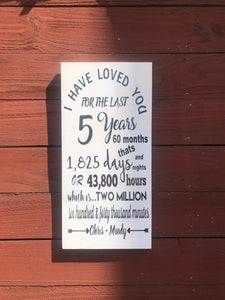 I HAVE LOVED YOU
FOR THE LAST
5 Years
60 months
thats
1,825 days and nights
OR 43,800 hours
which is...TWO MILLION
six hundred & forty thousand minutes
Chris • Mandy